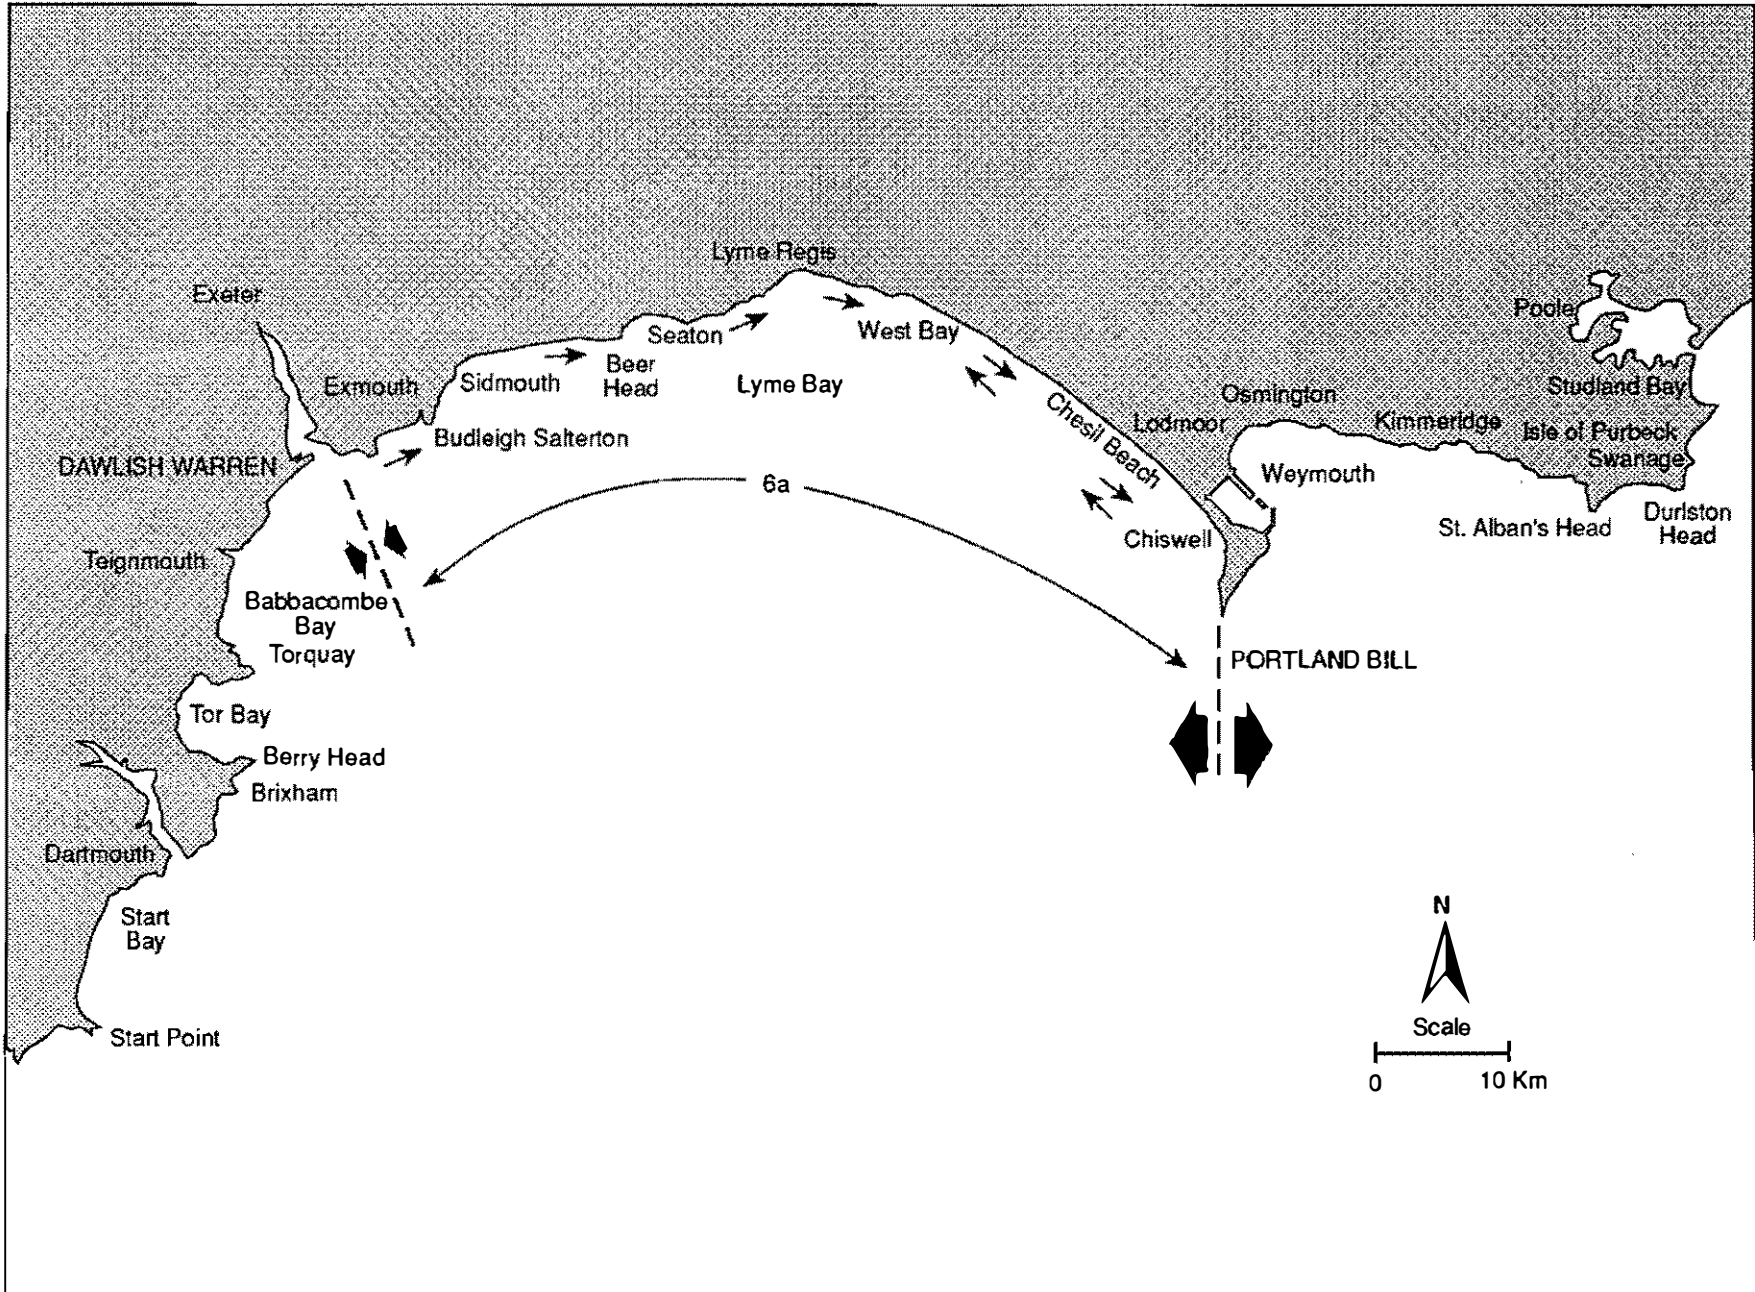 Lyme Regis
Exeter
Poole
Seaton
West Bay
Beer
Head
Sidmouth
Exmouth
Lyme Bay
Studland Bay
Osmington
Chesil Beach
Lodmoor
Kimmeridge
Isle of Purbeck
Swanage
Budleigh Salterton
DAWLISH WARREN
Weymouth
6a
Durlston
Head
St. Alban's Head
Chiswell
Teignmouth
Babbacombe
Bay
Torquay
PORTLAND BILL
Tor Bay
Berry Head
Brixham
Dartmouth
Start
Bay
N
Start Point
Scale
0 10 Km